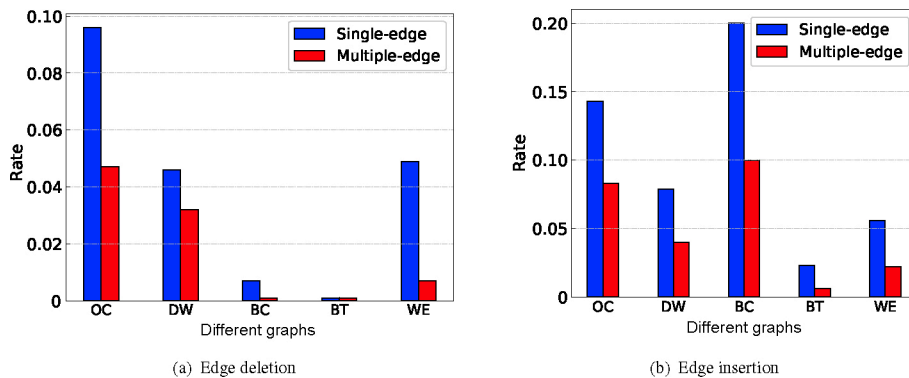 0.10
0.08
0.06
0.04
0.02
0
Rate
Single-edge
Multiple-edge
OC DW BC BT WE
Different graphs
(a) Edge deletion
0.20
0.15
0.10
0.05
0
Rate
Single-edge
Multiple-edge
OC DW BC BT WE
Different graphs
(b) Edge insertion